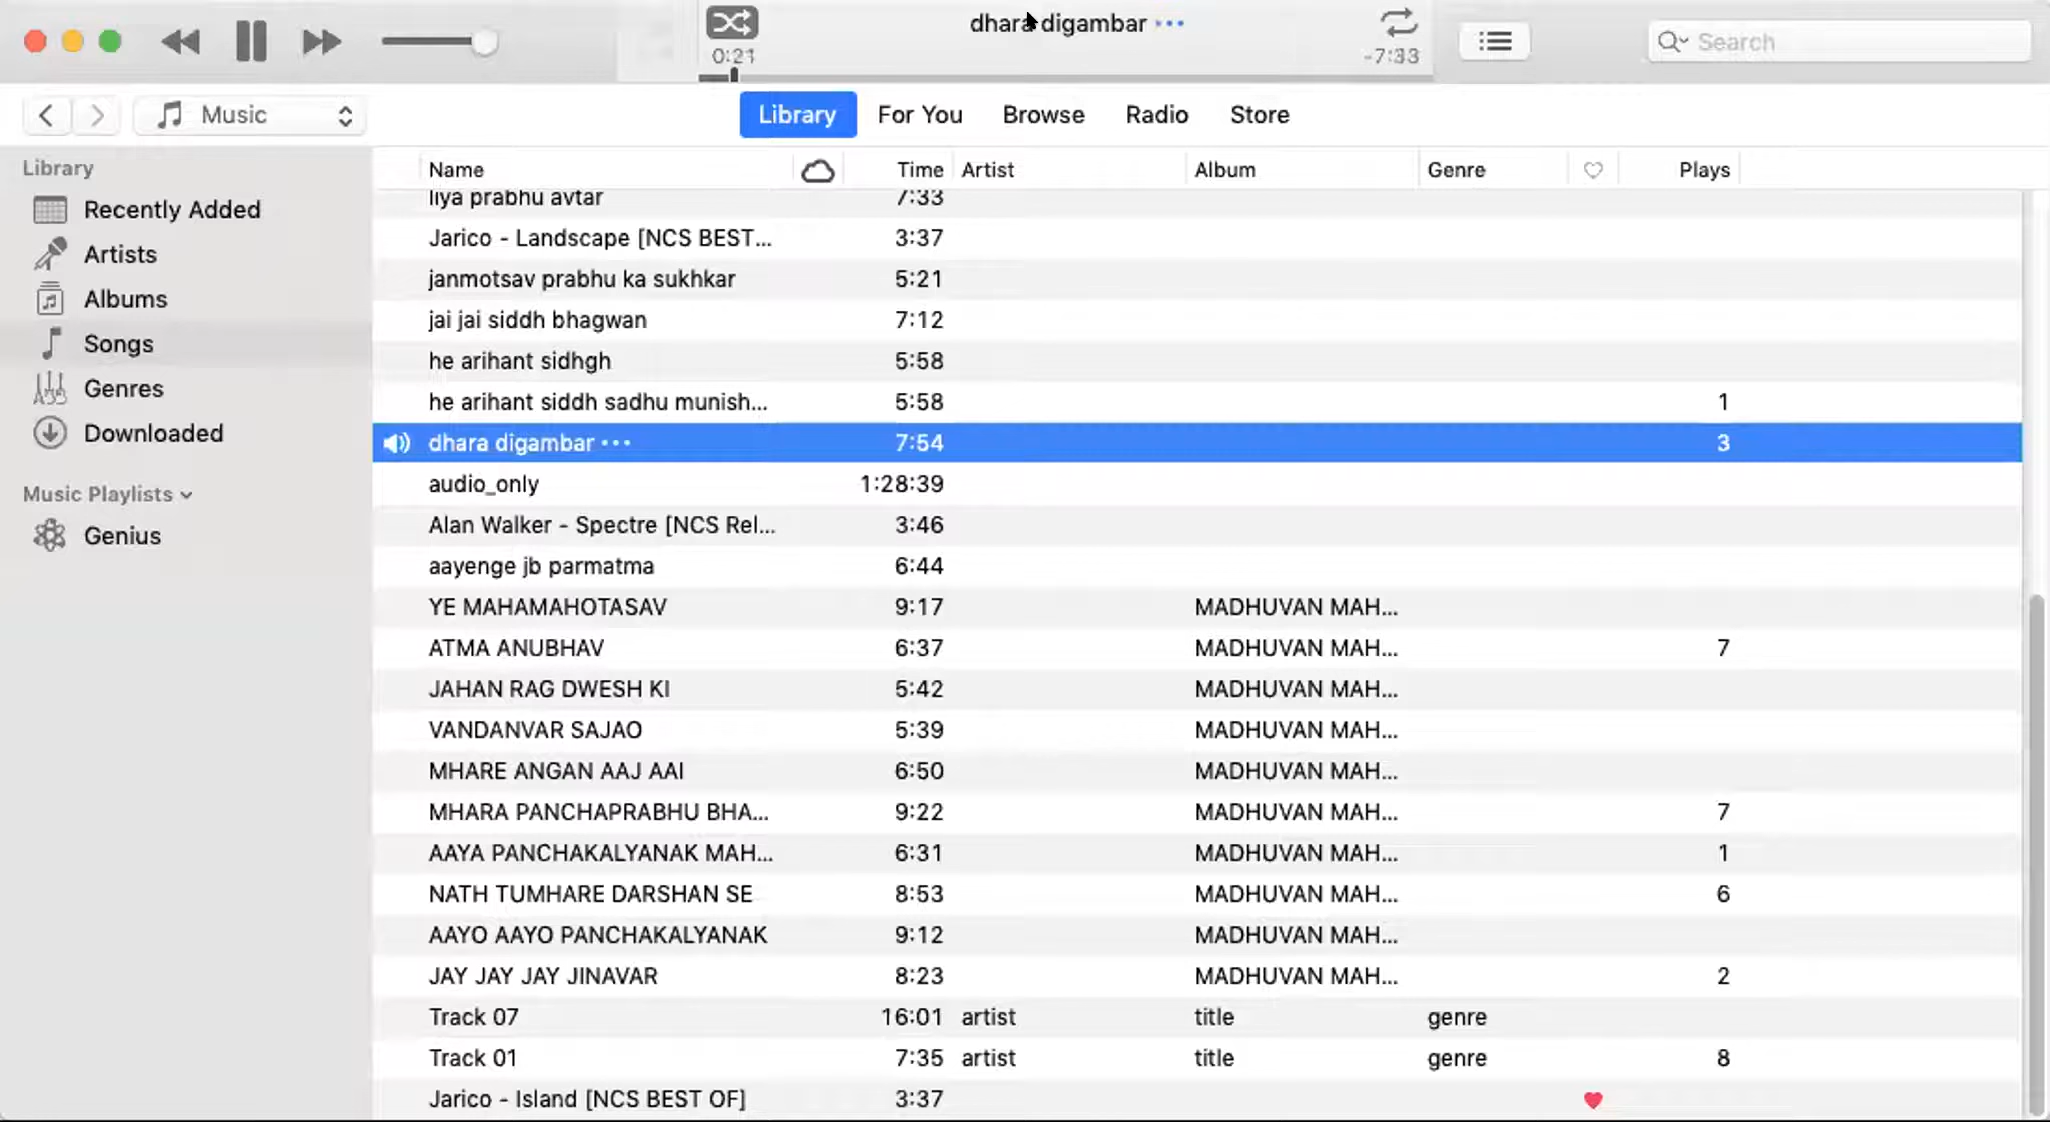 dhara digambar •••
0:21
-7:33
Search
Music
Library For You Browse Radio Store
Library
Recently Added
Artists
Albums
Songs
Genres
Downloaded
Music Playlists
Genius
Name Time Artist Album Genre Plays
liya prabhu avtar 7:33
Jarico - Landscape [NCS BEST... 3:37
janmotsav prabhu ka sukhkar 5:21
jai jai siddh bhagwan 7:12
he arihant sidhgh 5:58
he arihant siddh sadhu munish... 5:58 1
dhara digambar ••• 7:54 3
audio_only 1:28:39
Alan Walker - Spectre [NCS Rel... 3:46
aayenge jb parmatma 6:44
YE MAHAMAHOTASAV 9:17 MADHUVAN MAH...
ATMA ANUBHAV 6:37 MADHUVAN MAH... 7
JAHAN RAG DWESH KI 5:42 MADHUVAN MAH...
VANDANVAR SAJAO 5:39 MADHUVAN MAH...
MHARE ANGAN AAJ AAI 6:50 MADHUVAN MAH...
MHARA PANCHAPRABHU BHA... 9:22 MADHUVAN MAH... 7
AAYA PANCHAKALYANAK MAH... 6:31 MADHUVAN MAH... 1
NATH TUMHARE DARSHAN SE 8:53 MADHUVAN MAH... 6
AAYO AAYO PANCHAKALYANAK 9:12 MADHUVAN MAH...
JAY JAY JAY JINAVAR 8:23 MADHUVAN MAH... 2
Track 07 16:01 artist title genre
Track 01 7:35 artist title genre 8
Jarico - Island [NCS BEST OF] 3:37